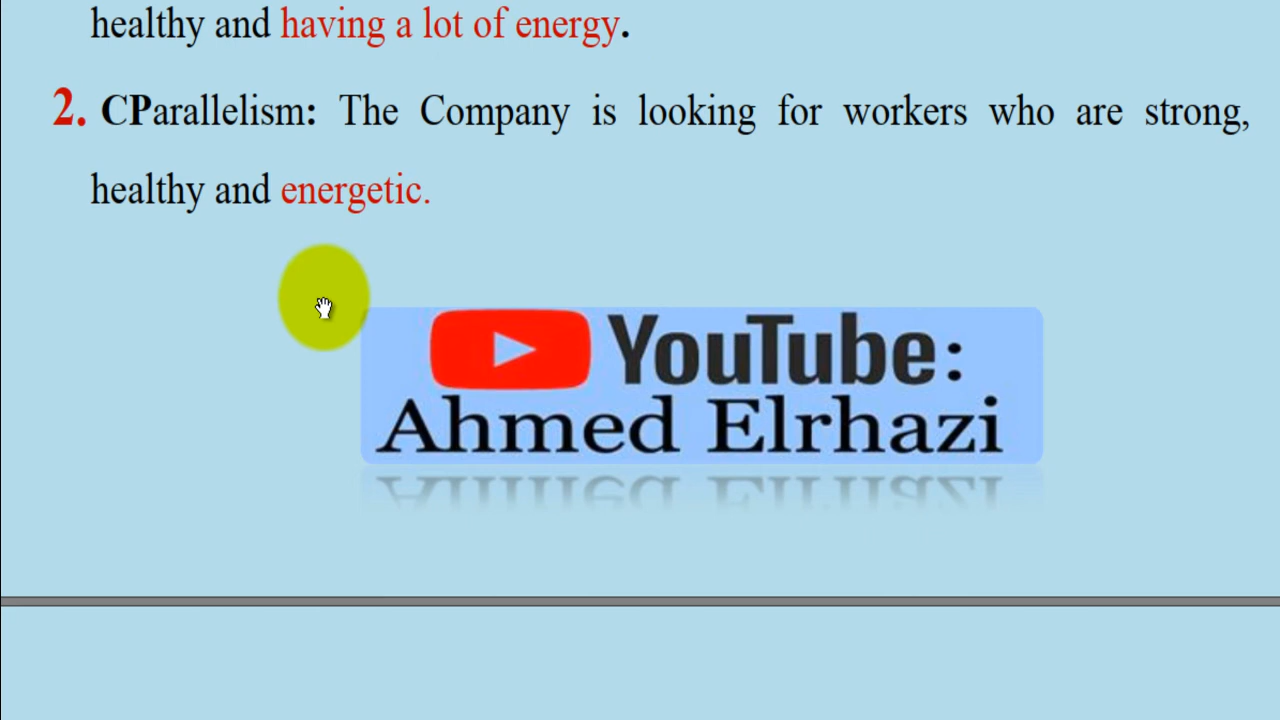 healthy and having a lot of energy.
2. CParallelism: The Company is looking for workers who are strong,
healthy and energetic.
YouTube:
Ahmed Elrhazi